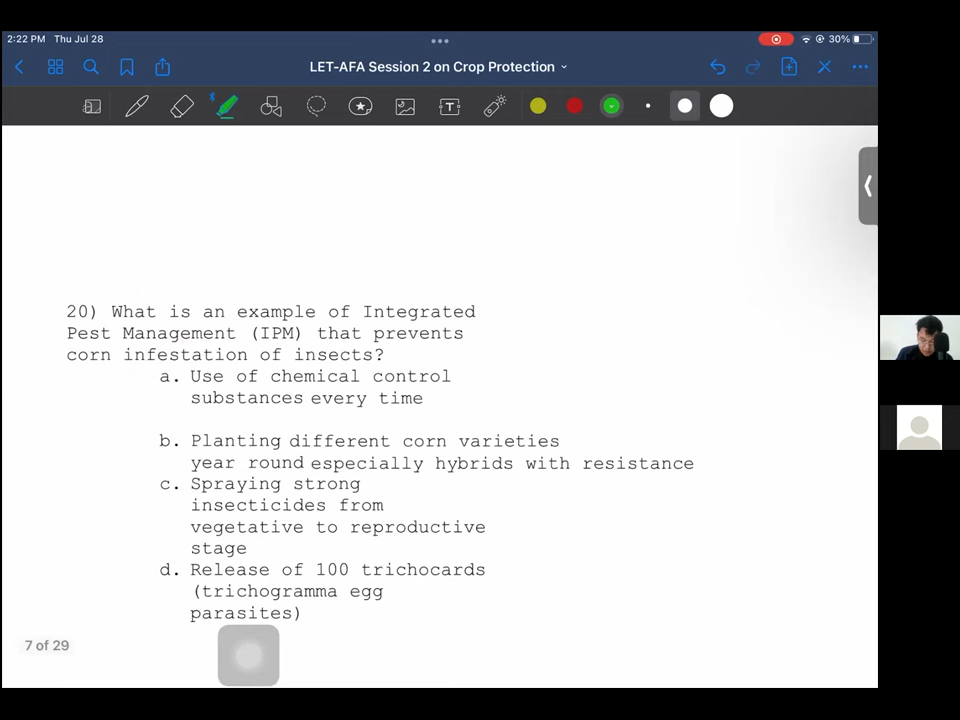 2:22 PM Thu Jul 28
30%
LET-AFA Session 2 on Crop Protection
20) What is an example of Integrated
Pest Management (IPM) that prevents
corn infestation of insects?
a. Use of chemical control
substances every time
b. Planting different corn varieties
year round especially hybrids with resistance
c. Spraying strong
insecticides from
vegetative to reproductive
stage
d. Release of 100 trichocards
(trichogramma egg
parasites)
7 of 29